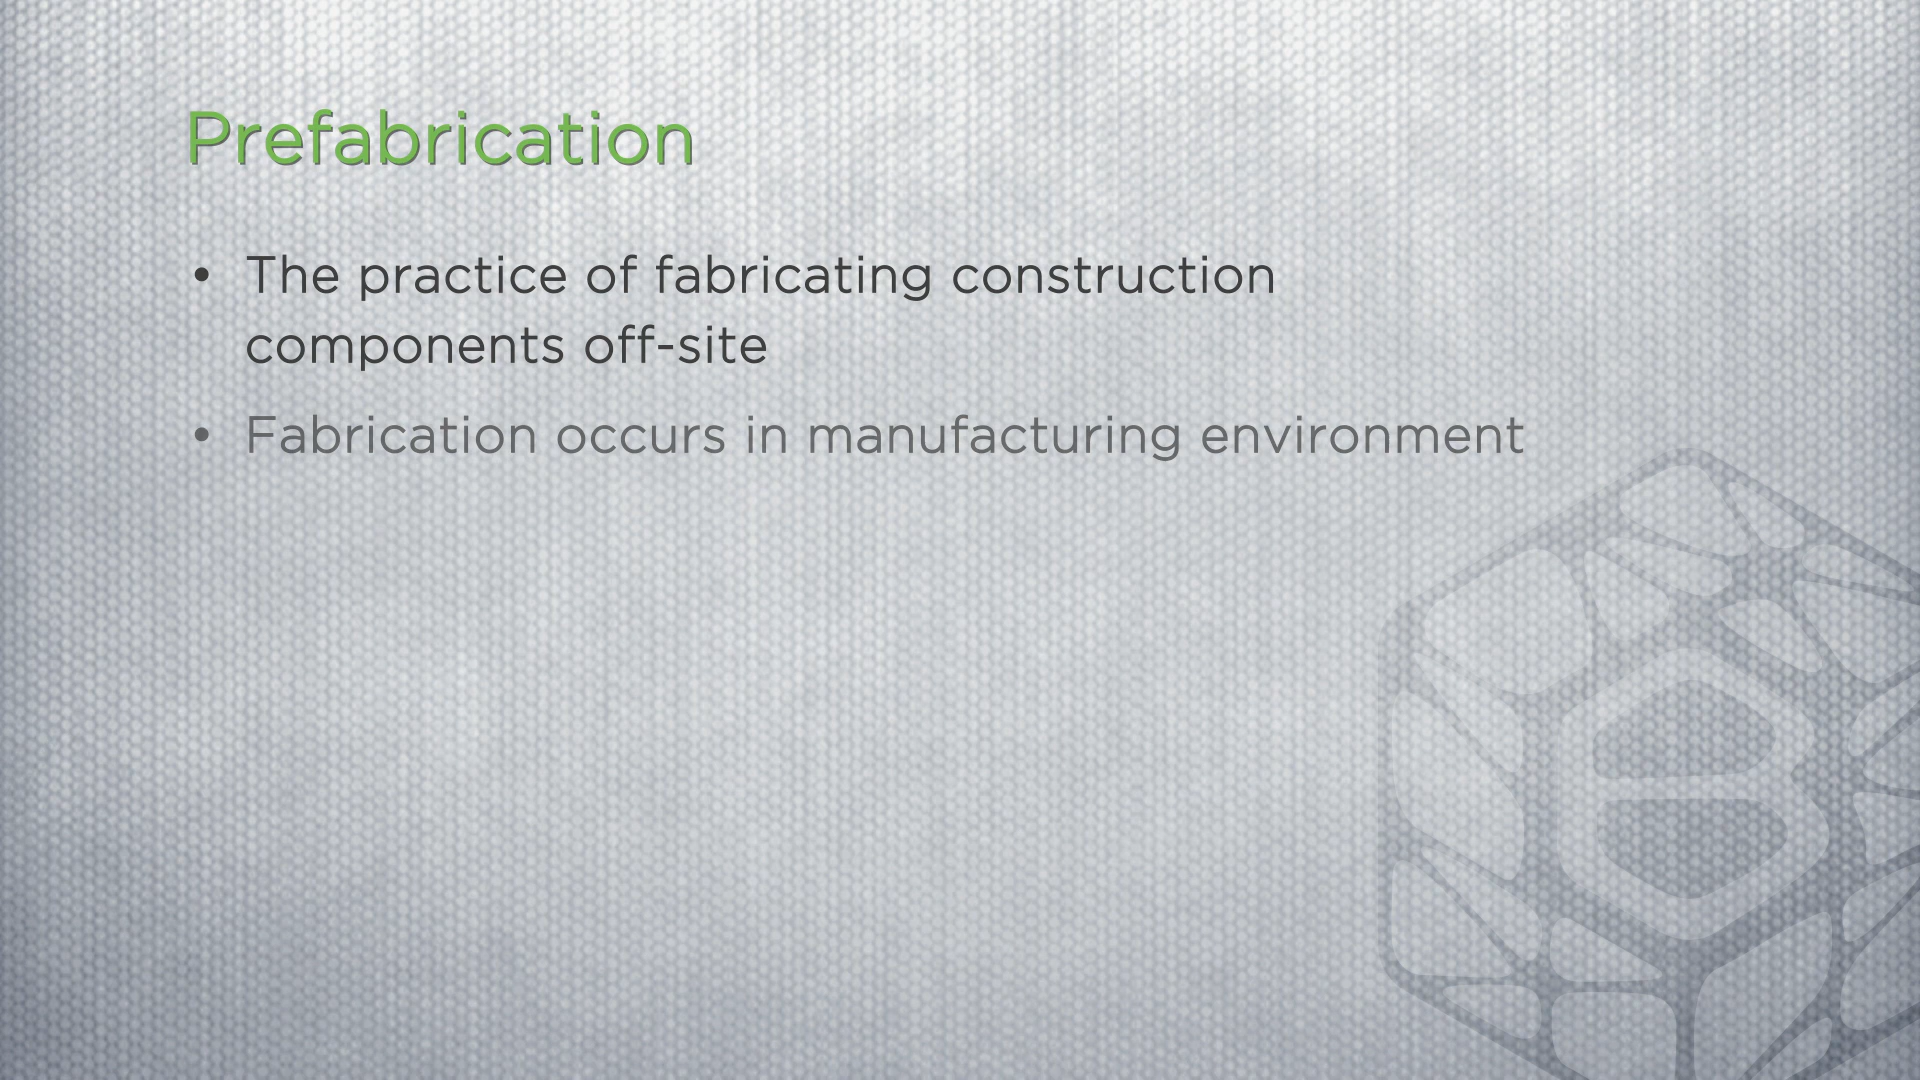 Prefabrication
• The practice of fabricating construction
components off-site
• Fabrication occurs in manufacturing environment